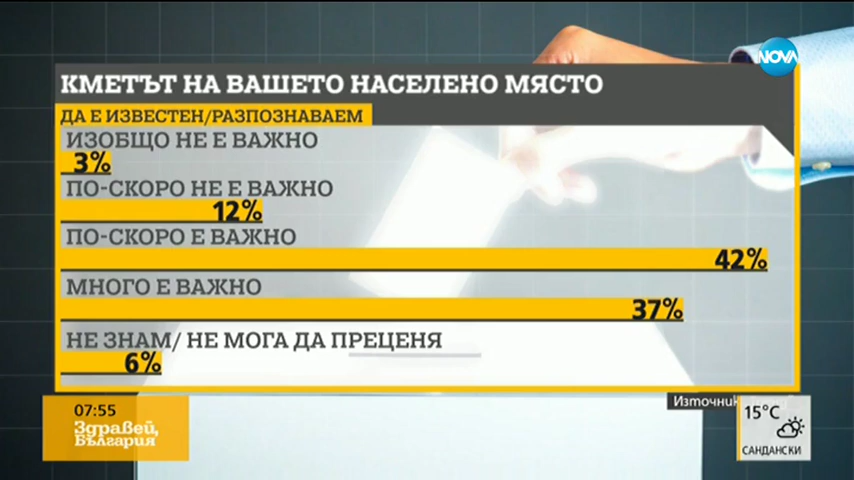 NOVA
КМЕТЪТ НА ВАШЕТО НАСЕЛЕНО МЯСТО
ДА Е ИЗВЕСТЕН/РАЗПОЗНАВАЕМ
ИЗОБЩО НЕ Е ВАЖНО
3%
ПО-СКОРО НЕ Е ВАЖНО
12%
ПО-СКОРО Е ВАЖНО
42%
МНОГО Е ВАЖНО
37%
НЕ ЗНАМ/ НЕ МОГА ДА ПРЕЦЕНЯ
6%
Източник
07:55
Здравей,
България
15°C
САНДАНСКИ